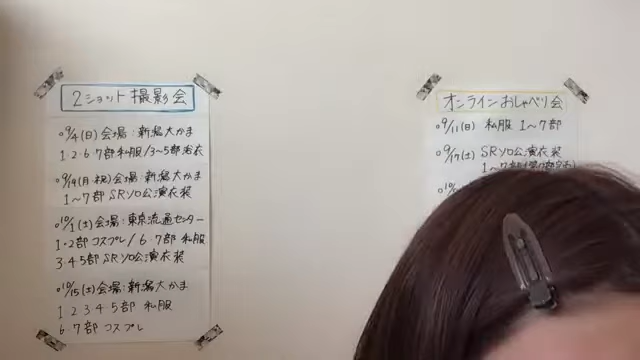 2ショット撮影会
○9/4(日)会場:新潟大かま
1・2・6・7部 私服/3~5部 浴衣
○9/19(月・祝)会場:新潟大かま
1~7部 SRソロ公演衣装
○10/1(土)会場:東京流通センター
1・2部 コスプレ/6・7部 私服
3・4・5部 SRソロ公演衣装
○10/15(土)会場:新潟大かま
1 2 3 4・5部 私服
6・7部 コスプレ
オンラインおしゃべり会
○9/11(日) 私服 1~7部
○9/17(土) SRソロ公演衣装
1~7部